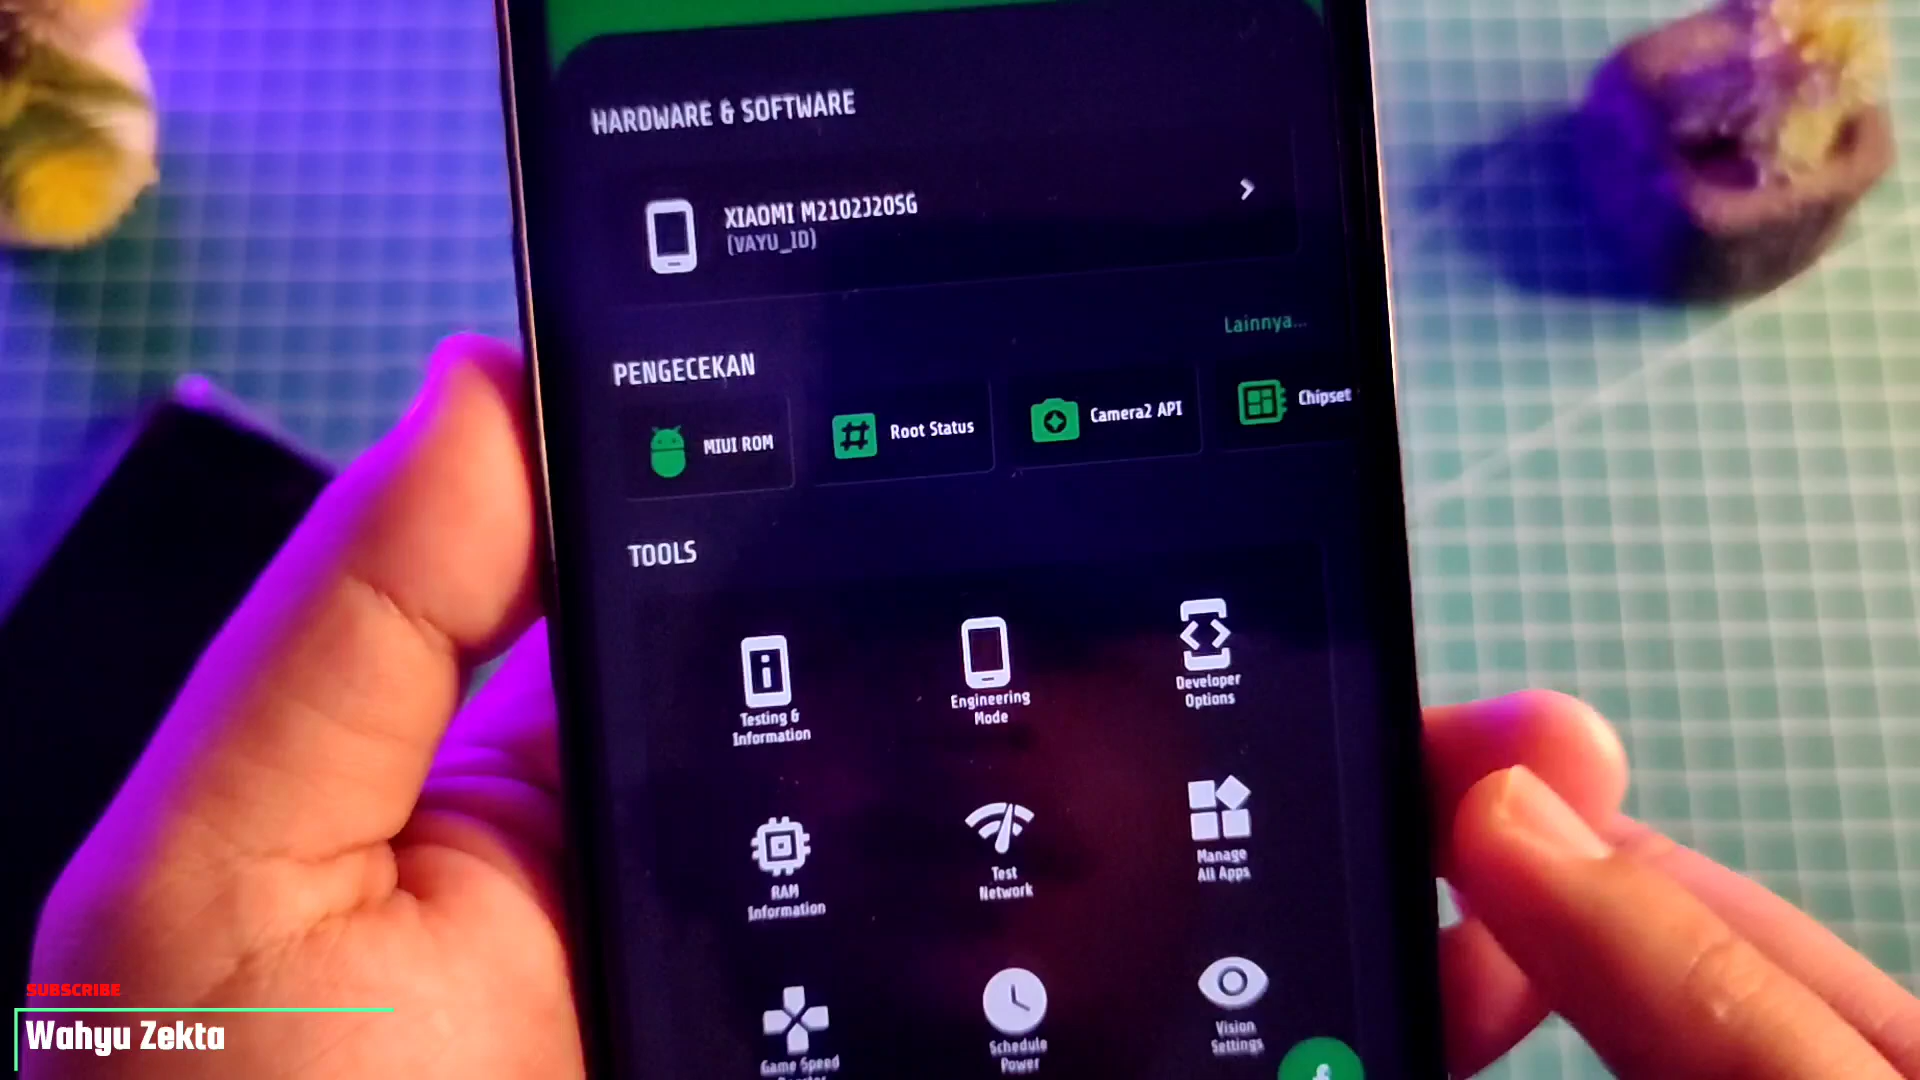 HARDWARE & SOFTWARE
XIAOMI M2102J20SG
(VAYU_ID)
Lainnya...
PENGECEKAN
MIUI ROM
Root Status
Camera2 API
Chipset
TOOLS
Testing &
Information
Engineering
Mode
Developer
Options
RAM
Information
Test
Network
Manage
All Apps
Game Speed
Schedule
Power
Vision
Settings
SUBSCRIBE
Wahyu Zekta